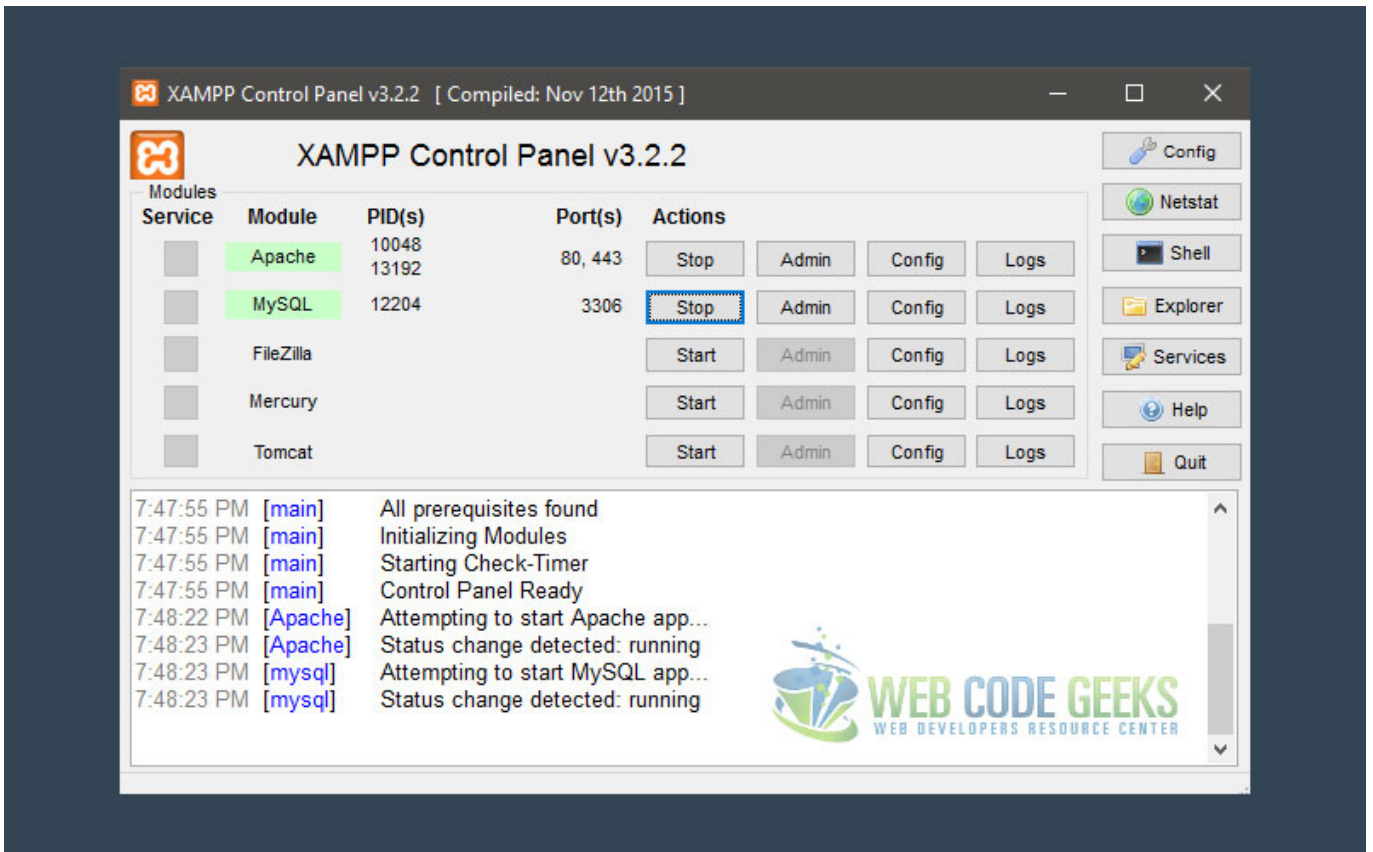 XAMPP Control Panel v3.2.2 [ Compiled: Nov 12th 2015 ]
XAMPP Control Panel v3.2.2
Config
Modules
Netstat
Service Module PID(s) Port(s) Actions
Apache 10048 13192 80, 443 Stop Admin Config Logs
Shell
MySQL 12204 3306 Stop Admin Config Logs
Explorer
FileZilla Start Admin Config Logs
Services
Mercury Start Admin Config Logs
Help
Tomcat Start Admin Config Logs
Quit
7:47:55 PM [main] All prerequisites found
7:47:55 PM [main] Initializing Modules
7:47:55 PM [main] Starting Check-Timer
7:47:55 PM [main] Control Panel Ready
7:48:22 PM [Apache] Attempting to start Apache app...
7:48:23 PM [Apache] Status change detected: running
7:48:23 PM [mysql] Attempting to start MySQL app...
7:48:23 PM [mysql] Status change detected: running
WEB CODE GEEKS
WEB DEVELOPERS RESOURCE CENTER